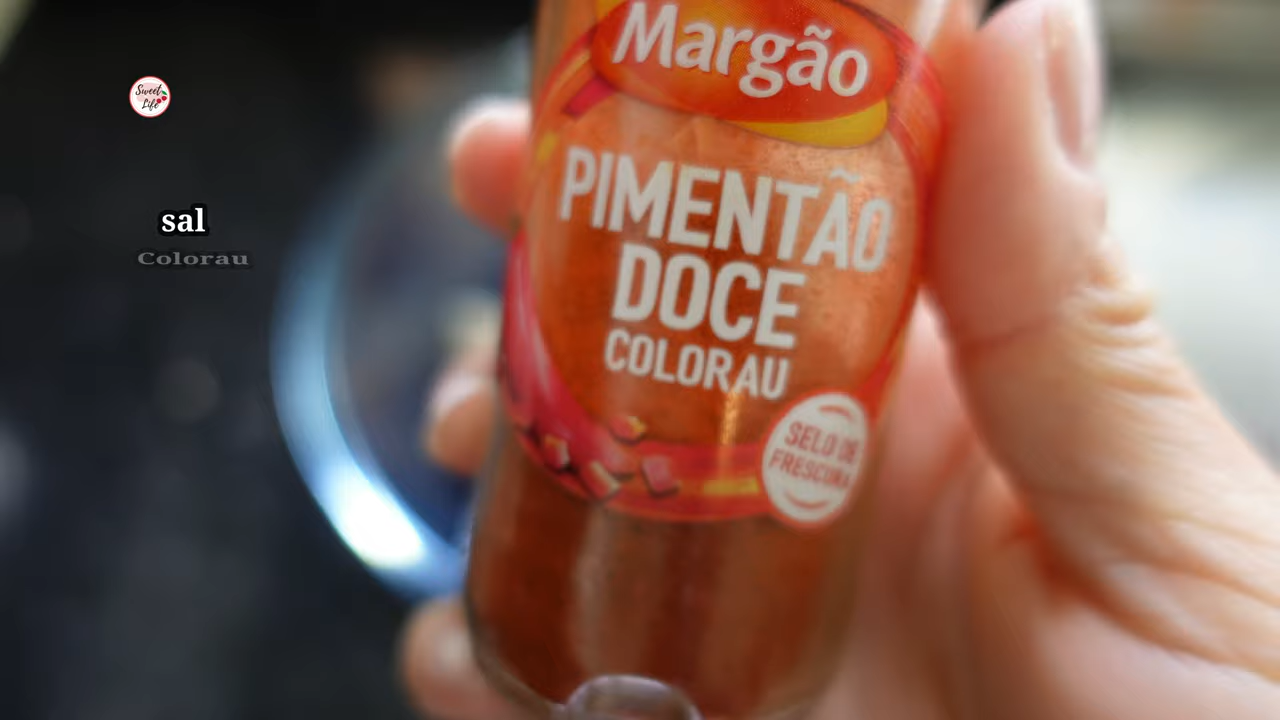 Sweet
Life
sal
Colorau
Margão
PIMENTÃO
DOCE
COLORAU
SELO DE
FRESCURA